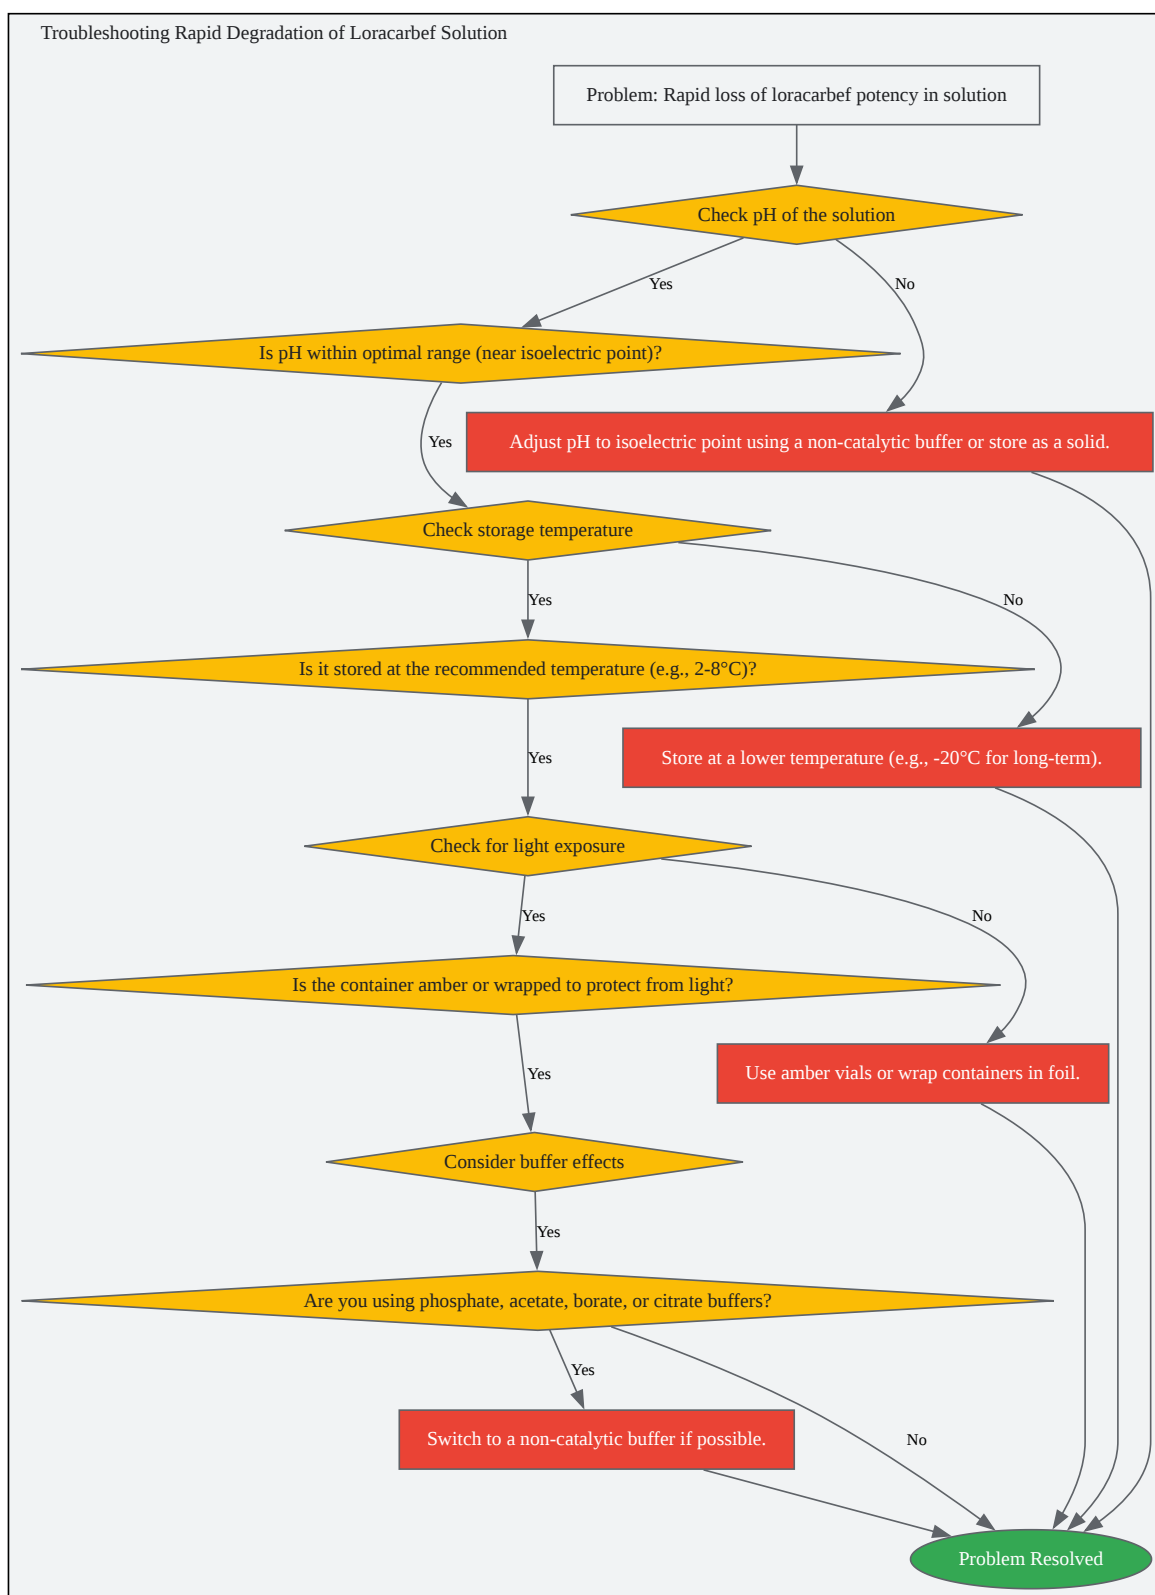 Troubleshooting Rapid Degradation of Loracarbef Solution
Problem: Rapid loss of loracarbef potency in solution
Check pH of the solution
Yes
No
Is pH within optimal range (near isoelectric point)?
Yes
Adjust pH to isoelectric point using a non-catalytic buffer or store as a solid.
Check storage temperature
Yes
No
Is it stored at the recommended temperature (e.g., 2-8°C)?
Yes
Store at a lower temperature (e.g., -20°C for long-term).
Check for light exposure
Yes
No
Is the container amber or wrapped to protect from light?
Yes
Use amber vials or wrap containers in foil.
Consider buffer effects
Yes
Are you using phosphate, acetate, borate, or citrate buffers?
Yes
Switch to a non-catalytic buffer if possible.
No
Problem Resolved